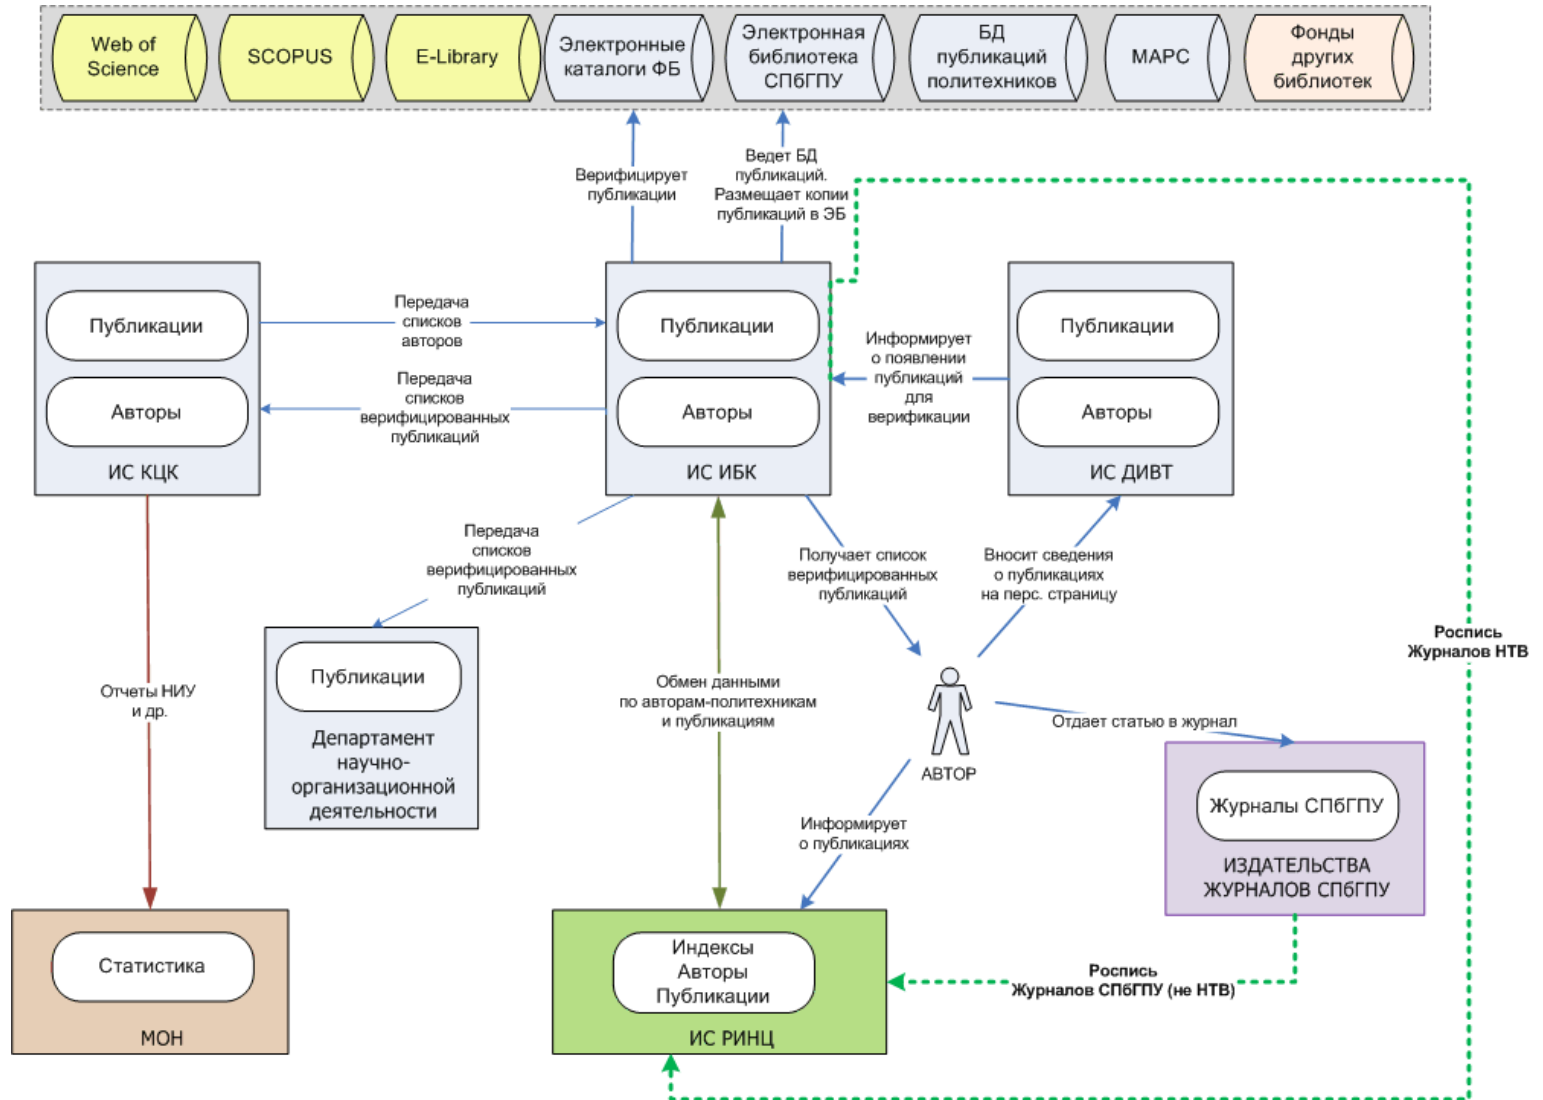 Web of
Science
SCOPUS
E-Library
Электронные
каталоги ФБ
Электронная
библиотека
СПбГПУ
БД
публикаций
политехников
МАРС
Фонды
других
библиотек
Верифицирует
публикации
Ведет БД
публикаций.
Размещает копии
публикаций в ЭБ
Публикации
Авторы
ИС КЦК
Передача
списков
авторов
Передача
списков
верифицированных
публикаций
Публикации
Авторы
ИС ИБК
Информирует
о появлении
публикаций
для
верификации
Публикации
Авторы
ИС ДИВТ
Передача
списков
верифицированных
публикаций
Получает список
верифицированных
публикаций
Вносит сведения
о публикациях
на перс. страницу
Роспись
Журналов НТВ
Публикации
Департамент
научно-
организационной
деятельности
Отчеты НИУ
и др.
Обмен данными
по авторам-политехникам
и публикациям
АВТОР
Отдает статью в журнал
Информирует
о публикациях
Журналы СПбГПУ
ИЗДАТЕЛЬСТВА
ЖУРНАЛОВ СПбГПУ
Статистика
МОН
Индексы
Авторы
Публикации
ИС РИНЦ
Роспись
Журналов СПбГПУ (не НТВ)